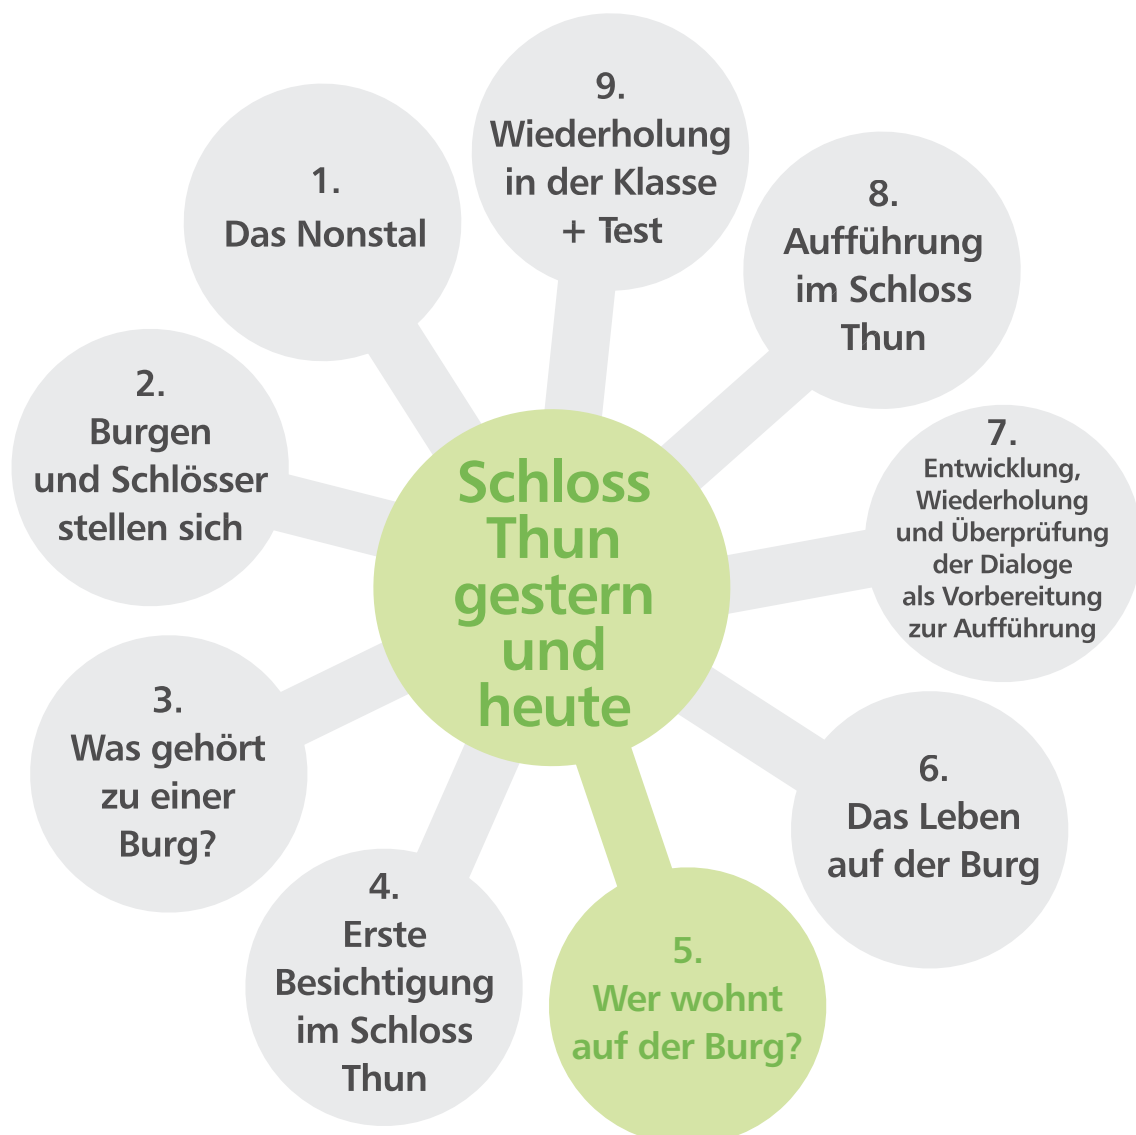 Schloss
Thun
gestern
und
heute
1.
Das Nonstal
2.
Burgen
und Schlösser
stellen sich
3.
Was gehört
zu einer
Burg?
4.
Erste
Besichtigung
im Schloss
Thun
5.
Wer wohnt
auf der Burg?
6.
Das Leben
auf der Burg
7.
Entwicklung,
Wiederholung
und Überprüfung
der Dialoge
als Vorbereitung
zur Aufführung
8.
Aufführung
im Schloss
Thun
9.
Wiederholung
in der Klasse
+ Test